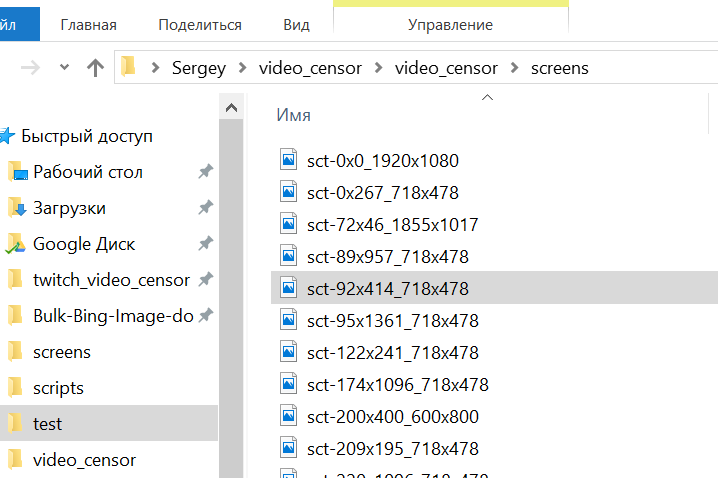 йл Главная Поделиться Вид Управление
Sergey video_censor video_censor screens
Имя
Быстрый доступ
Рабочий стол
Загрузки
Google Диск
twitch_video_censor
Bulk-Bing-Image-do
screens
scripts
test
video_censor
sct-0x0_1920x1080
sct-0x267_718x478
sct-72x46_1855x1017
sct-89x957_718x478
sct-92x414_718x478
sct-95x1361_718x478
sct-122x241_718x478
sct-174x1096_718x478
sct-200x400_600x800
sct-209x195_718x478